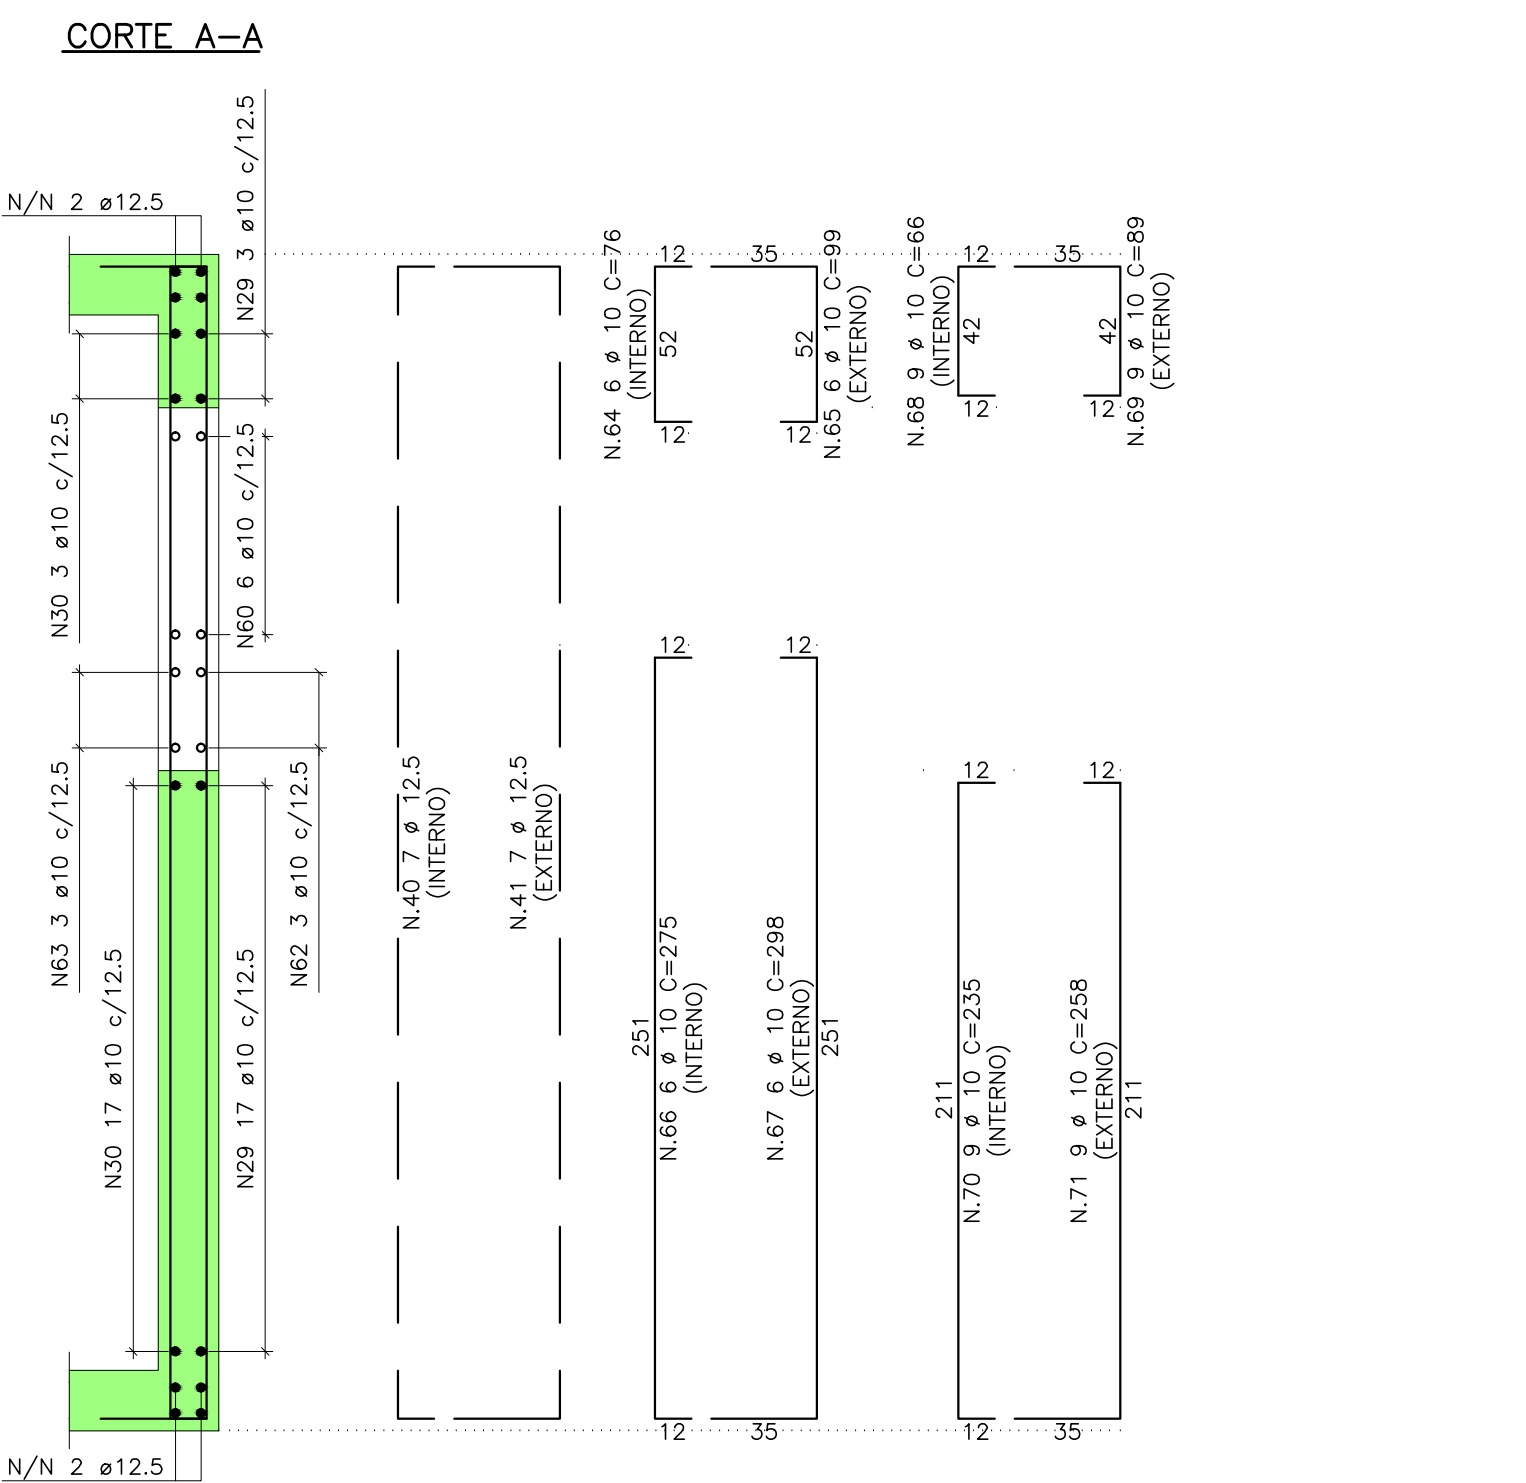 CORTE A-A
N/N 2 ø12.5
N29 3 ø10 c/12.5
N30 3 ø10 c/12.5
N60 6 ø10 c/12.5
N63 3 ø10 c/12.5
N62 3 ø10 c/12.5
N30 17 ø10 c/12.5
N29 17 ø10 c/12.5
N/N 2 ø12.5
N.40 7 ø 12.5
(INTERNO)
N.41 7 ø 12.5
(EXTERNO)
N.64 6 ø 10 C=76
(INTERNO)
12
35
52
52
12
12
N.65 6 ø 10 C=99
(EXTERNO)
N.68 9 ø 10 C=66
(INTERNO)
12
35
42
42
12
12
N.69 9 ø 10 C=89
(EXTERNO)
12
12
251
N.66 6 ø 10 C=275
(INTERNO)
N.67 6 ø 10 C=298
(EXTERNO)
251
12
35
12
12
211
N.70 9 ø 10 C=235
(INTERNO)
N.71 9 ø 10 C=258
(EXTERNO)
211
12
35